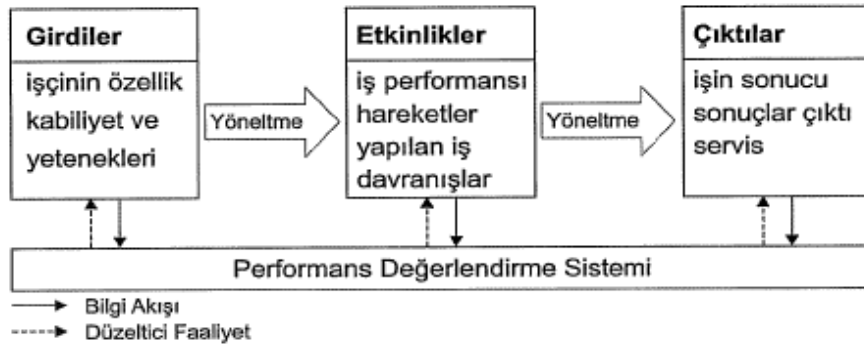 Girdiler
işçinin özellik
kabiliyet ve
yetenekleri
Yöneltme
Etkinlikler
iş performansı
hareketler
yapılan iş
davranışlar
Yöneltme
Çıktılar
işin sonucu
sonuçlar çıktı
servis
Performans Değerlendirme Sistemi
Bilgi Akışı
Düzeltici Faaliyet